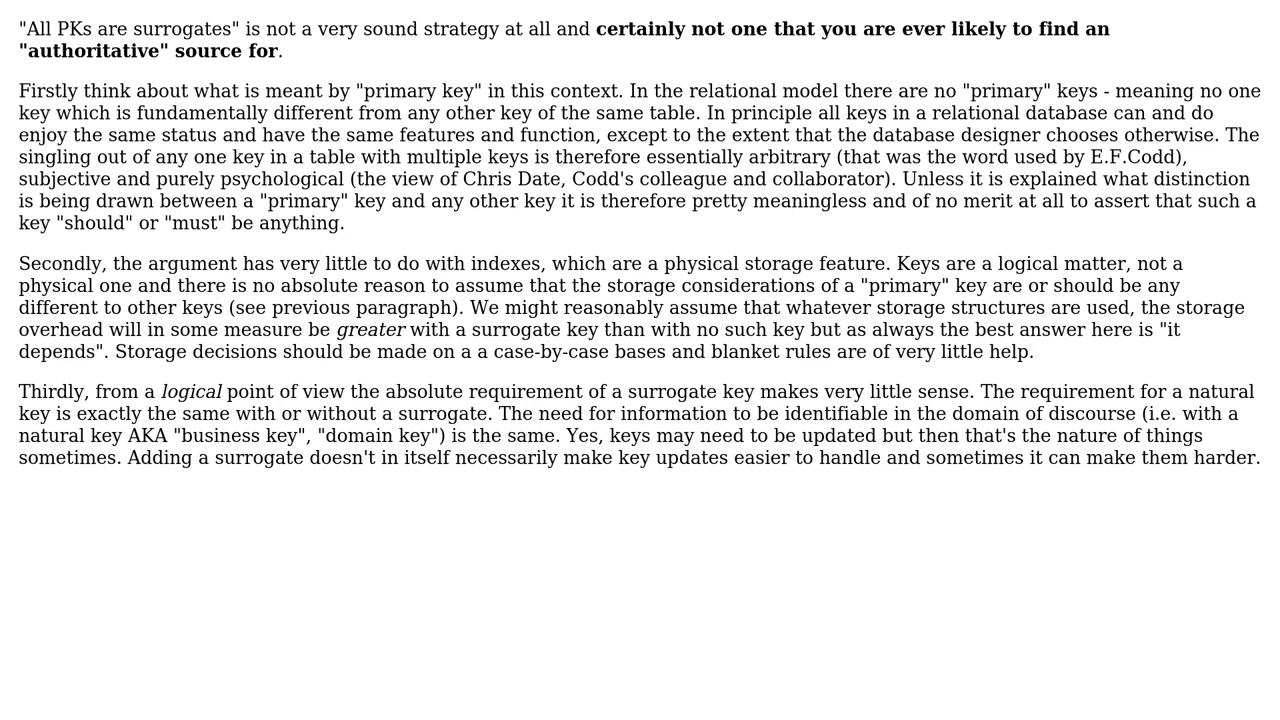 "All PKs are surrogates" is not a very sound strategy at all and certainly not one that you are ever likely to find an
"authoritative" source for.
Firstly think about what is meant by "primary key" in this context. In the relational model there are no "primary" keys - meaning no one
key which is fundamentally different from any other key of the same table. In principle all keys in a relational database can and do
enjoy the same status and have the same features and function, except to the extent that the database designer chooses otherwise. The
singling out of any one key in a table with multiple keys is therefore essentially arbitrary (that was the word used by E.F.Codd),
subjective and purely psychological (the view of Chris Date, Codd's colleague and collaborator). Unless it is explained what distinction
is being drawn between a "primary" key and any other key it is therefore pretty meaningless and of no merit at all to assert that such a
key "should" or "must" be anything.
Secondly, the argument has very little to do with indexes, which are a physical storage feature. Keys are a logical matter, not a
physical one and there is no absolute reason to assume that the storage considerations of a "primary" key are or should be any
different to other keys (see previous paragraph). We might reasonably assume that whatever storage structures are used, the storage
overhead will in some measure be greater with a surrogate key than with no such key but as always the best answer here is "it
depends". Storage decisions should be made on a a case-by-case bases and blanket rules are of very little help.
Thirdly, from a logical point of view the absolute requirement of a surrogate key makes very little sense. The requirement for a natural
key is exactly the same with or without a surrogate. The need for information to be identifiable in the domain of discourse (i.e. with a
natural key AKA "business key", "domain key") is the same. Yes, keys may need to be updated but then that's the nature of things
sometimes. Adding a surrogate doesn't in itself necessarily make key updates easier to handle and sometimes it can make them harder.